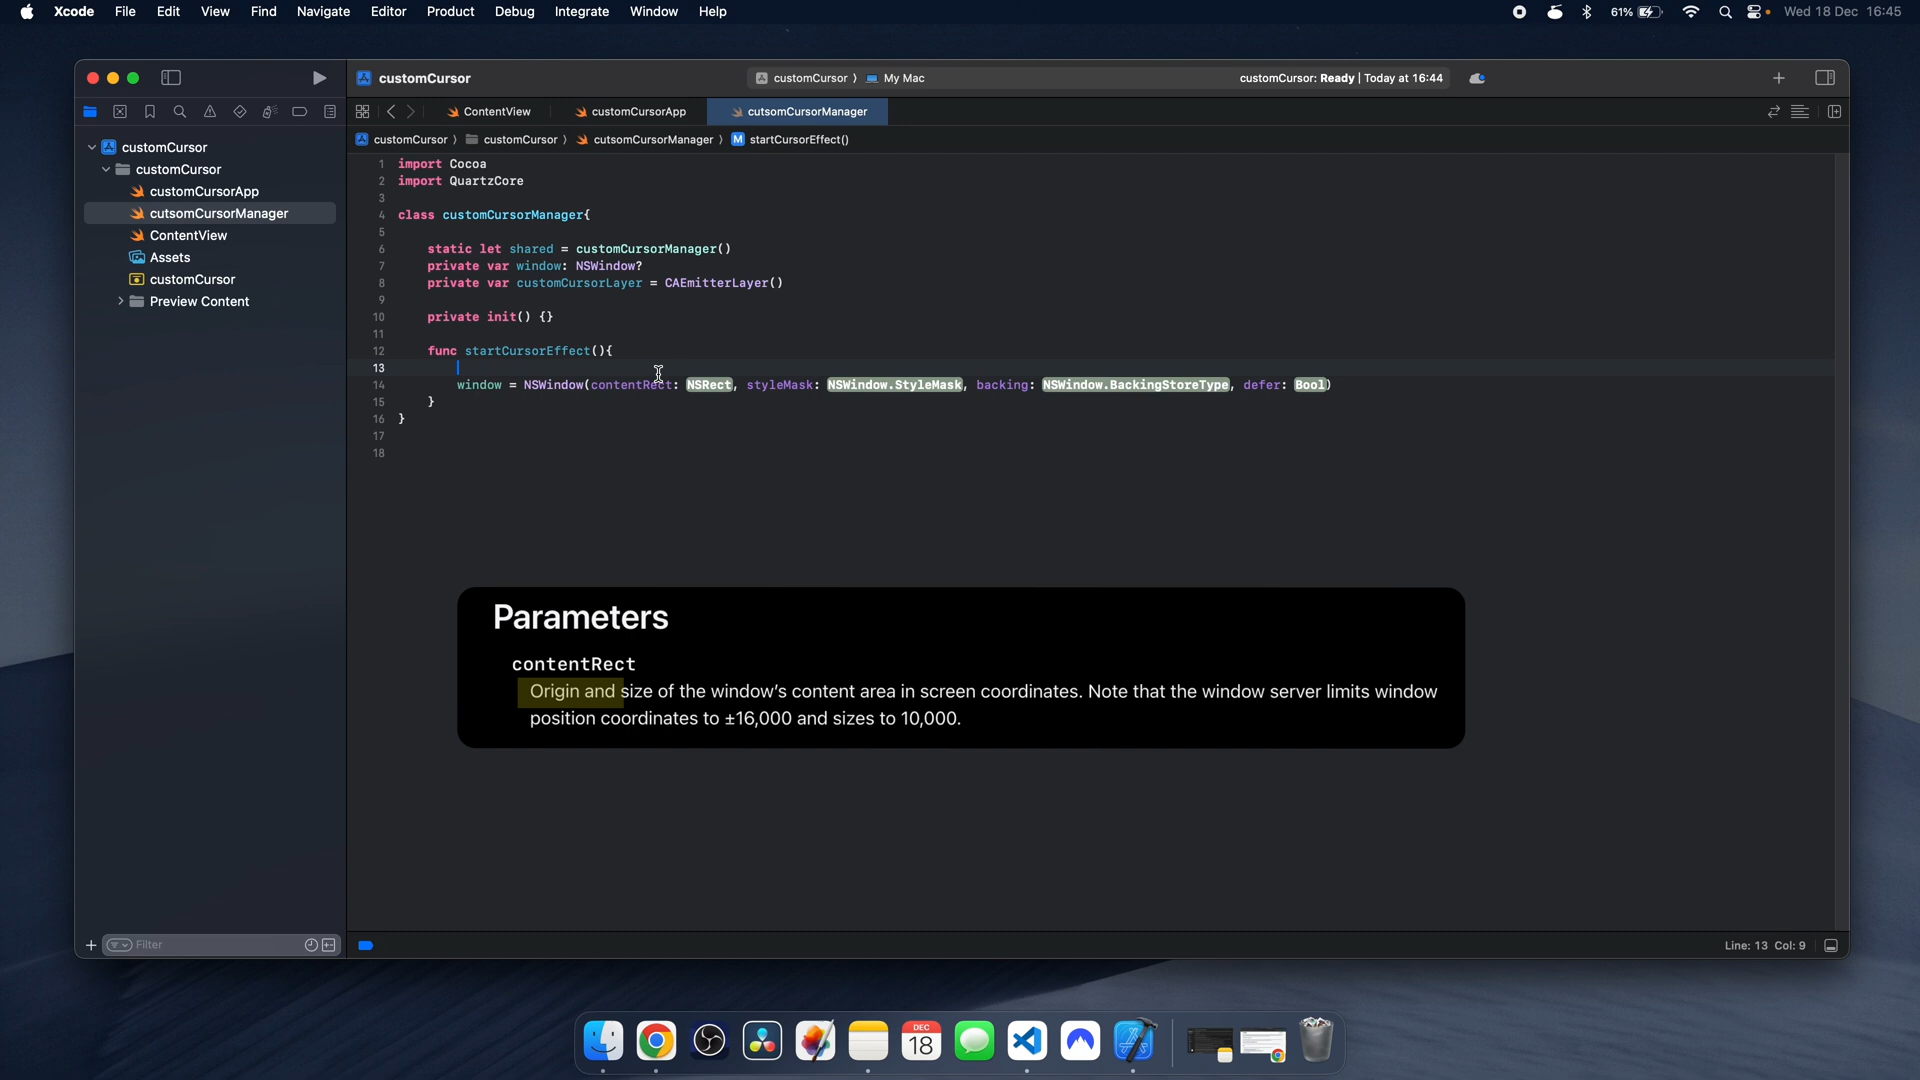 Xcode File Edit View Find Navigate Editor Product Debug Integrate Window Help 61% Wed 18 Dec 16:45
customCursor customCursor ⟩ My Mac customCursor: Ready | Today at 16:44
ContentView customCursorApp cutsomCursorManager
customCursor ⟩ customCursor ⟩ cutsomCursorManager ⟩ M startCursorEffect()
customCursor
customCursor
customCursorApp
cutsomCursorManager
ContentView
Assets
customCursor
Preview Content
1 import Cocoa
2 import QuartzCore
3
4 class customCursorManager{
5
6 static let shared = customCursorManager()
7 private var window: NSWindow?
8 private var customCursorLayer = CAEmitterLayer()
9
10 private init() {}
11
12 func startCursorEffect(){
13
14 window = NSWindow(contentRect: NSRect, styleMask: NSWindow.StyleMask, backing: NSWindow.BackingStoreType, defer: Bool)
15 }
16 }
17
18
Parameters
contentRect
Origin and size of the window's content area in screen coordinates. Note that the window server limits window
position coordinates to ±16,000 and sizes to 10,000.
Filter
Line: 13 Col: 9
DEC
18